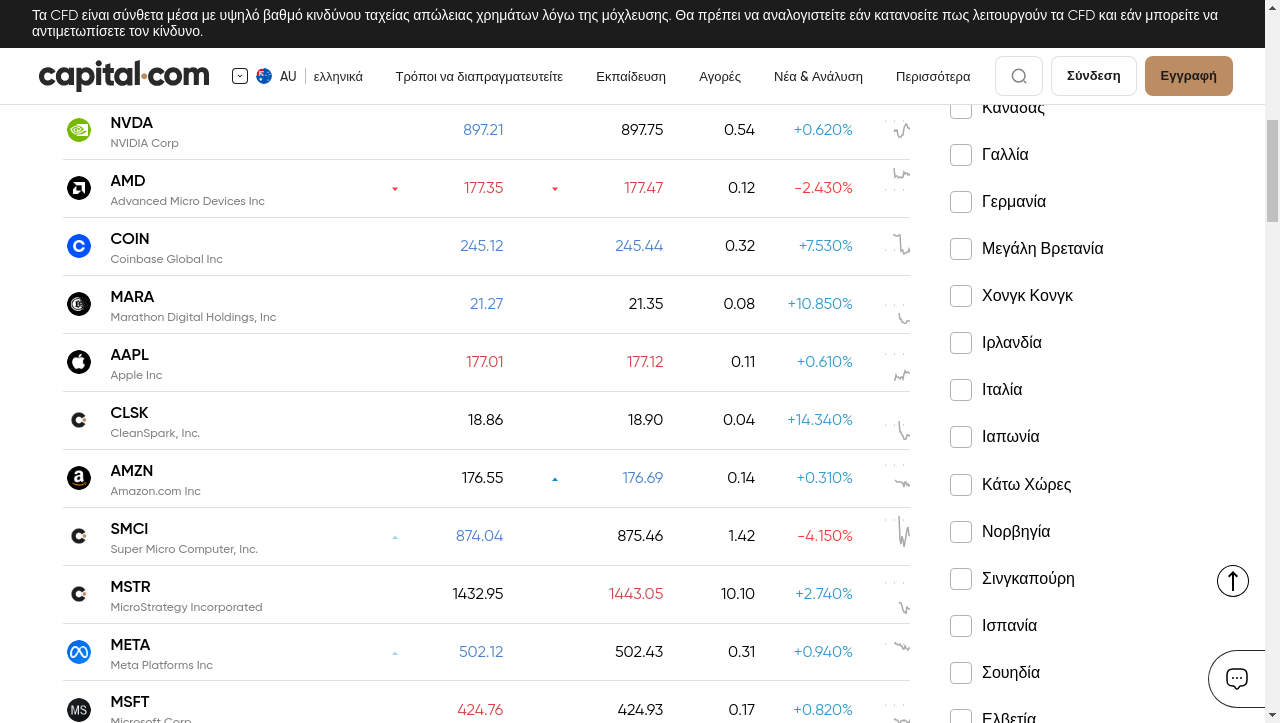 Τα CFD είναι σύνθετα μέσα με υψηλό βαθμό κινδύνου ταχείας απώλειας χρημάτων λόγω της μόχλευσης. Θα πρέπει να αναλογιστείτε εάν κατανοείτε πως λειτουργούν τα CFD και εάν μπορείτε να
αντιμετωπίσετε τον κίνδυνο.
capital.com AU ελληνικά Τρόποι να διαπραγματευτείτε Εκπαίδευση Αγορές Νέα & Ανάλυση Περισσότερα Σύνδεση Εγγραφή
NVDA 897.21 897.75 0.54 +0.620%
NVIDIA Corp
AMD 177.35 177.47 0.12 -2.430%
Advanced Micro Devices Inc
COIN 245.12 245.44 0.32 +7.530%
Coinbase Global Inc
MARA 21.27 21.35 0.08 +10.850%
Marathon Digital Holdings, Inc
AAPL 177.01 177.12 0.11 +0.610%
Apple Inc
CLSK 18.86 18.90 0.04 +14.340%
CleanSpark, Inc.
AMZN 176.55 176.69 0.14 +0.310%
Amazon.com Inc
SMCI 874.04 875.46 1.42 -4.150%
Super Micro Computer, Inc.
MSTR 1432.95 1443.05 10.10 +2.740%
MicroStrategy Incorporated
META 502.12 502.43 0.31 +0.940%
Meta Platforms Inc
MS MSFT 424.76 424.93 0.17 +0.820%
Microsoft Corp
Καναδάς
Γαλλία
Γερμανία
Μεγάλη Βρετανία
Χονγκ Κονγκ
Ιρλανδία
Ιταλία
Ιαπωνία
Κάτω Χώρες
Νορβηγία
Σινγκαπούρη
Ισπανία
Σουηδία
Ελβετία